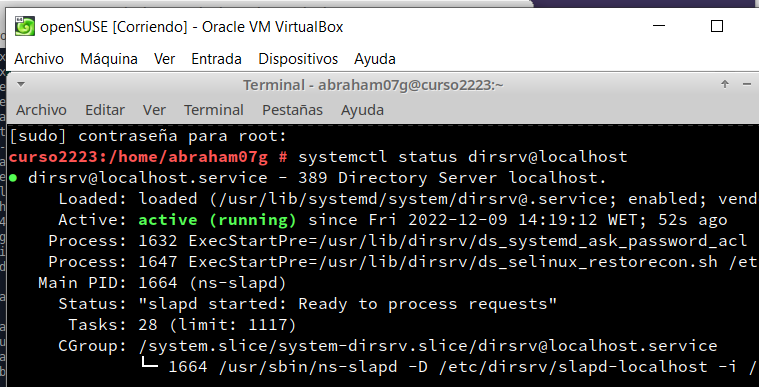 openSUSE [Corriendo] - Oracle VM VirtualBox
Archivo Máquina Ver Entrada Dispositivos Ayuda
Terminal - abraham07g@curso2223:~
Archivo Editar Ver Terminal Pestañas Ayuda
[sudo] contraseña para root:
curso2223:/home/abraham07g # systemctl status dirsrv@localhost
● dirsrv@localhost.service - 389 Directory Server localhost.
Loaded: loaded (/usr/lib/systemd/system/dirsrv@.service; enabled; vend
Active: active (running) since Fri 2022-12-09 14:19:12 WET; 52s ago
Process: 1632 ExecStartPre=/usr/lib/dirsrv/ds_systemd_ask_password_acl
Process: 1647 ExecStartPre=/usr/lib/dirsrv/ds_selinux_restorecon.sh /et
Main PID: 1664 (ns-slapd)
Status: "slapd started: Ready to process requests"
Tasks: 28 (limit: 1117)
CGroup: /system.slice/system-dirsrv.slice/dirsrv@localhost.service
└─ 1664 /usr/sbin/ns-slapd -D /etc/dirsrv/slapd-localhost -i /